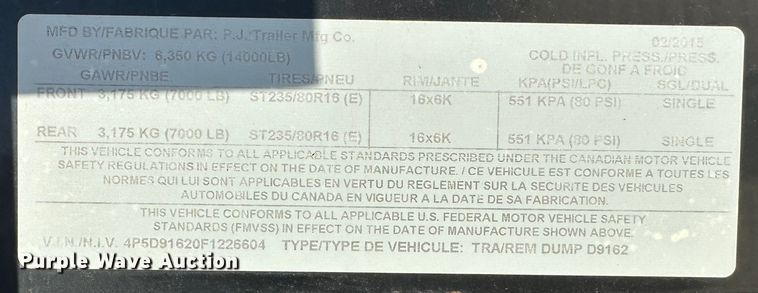 MFD BY/FABRIQUE PAR: P.J. Trailer Mfg Co. 02/2015
GVWR/PNBV: 6,350 KG (14000LB) COLD INFL. PRESS./PRESS.
DE GONF A FROIC
GAWR/PNBE TIRES/PNEU RIM/JANTE KPA(PSI/LPC) SGL/DUAL
FRONT 3,175 KG (7000 LB) ST235/80R16 (E) 16x6K 551 KPA (80 PSI) SINGLE
REAR 3,175 KG (7000 LB) ST235/80R16 (E) 16x6K 551 KPA (80 PSI) SINGLE
THIS VEHICLE CONFORMS TO ALL APPLICABLE STANDARDS PRESCRIBED UNDER THE CANADIAN MOTOR VEHICLE
SAFETY REGULATIONS IN EFFECT ON THE DATE OF MANUFACTURE. / CE VEHICULE EST CONFORME A TOUTES LES
NORMES QUI LUI SONT APPLICABLES EN VERTU DU REGLEMENT SUR LA SECURITE DES VEHICULES
AUTOMOBILES DU CANADA EN VIGUEUR A LA DATE DE SA FABRICATION.
THIS VEHICLE CONFORMS TO ALL APPLICABLE U.S. FEDERAL MOTOR VEHICLE SAFETY
STANDARDS (FMVSS) IN EFFECT ON THE DATE OF MANUFACTURE SHOWN ABOVE.
V.I.N./N.I.V. 4P5D91620F1226604 TYPE/TYPE DE VEHICULE: TRA/REM DUMP D9162
Purple Wave Auction